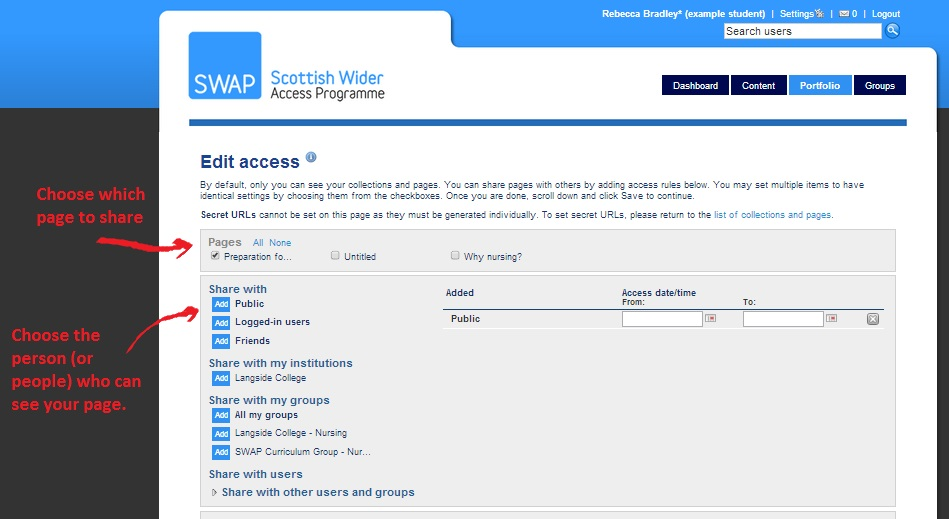 Rebecca Bradley* (example student) | Settings | 0 | Logout
Search users
SWAP
Scottish Wider
Access Programme
Dashboard Content Portfolio Groups
Edit access
By default, only you can see your collections and pages. You can share pages with others by adding access rules below. You may set multiple items to have
identical settings by choosing them from the checkboxes. Once you are done, scroll down and click Save to continue.
Secret URLs cannot be set on this page as they must be generated individually. To set secret URLs, please return to the list of collections and pages.
Choose which
page to share
Pages All None
Preparation fo... Untitled Why nursing?
Choose the
person (or
people) who can
see your page.
Share with
Add Public
Add Logged-in users
Add Friends
Share with my institutions
Add Langside College
Share with my groups
Add All my groups
Add Langside College - Nursing
Add SWAP Curriculum Group - Nur...
Share with users
Share with other users and groups
Added Access date/time
From: To:
Public